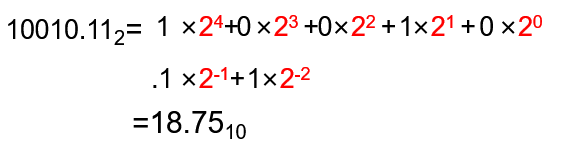 10010.11₂= 1 ×2⁴+0×2³+0×2²+1×2¹+0×2⁰
.1 ×2⁻¹+1×2⁻²
=18.75₁₀